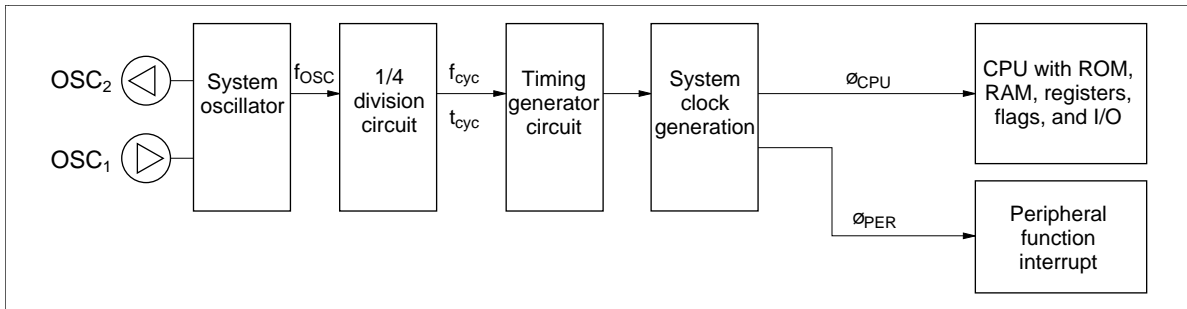 OSC2
OSC1
System
oscillator
fOSC
1/4
division
circuit
fcyc
tcyc
Timing
generator
circuit
System
clock
generation
øCPU
øPER
CPU with ROM,
RAM, registers,
flags, and I/O
Peripheral
function
interrupt